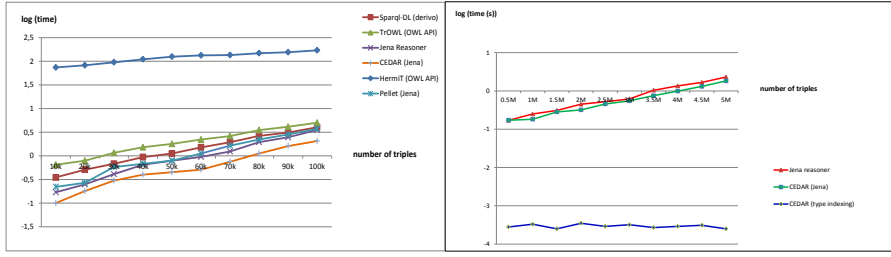 log (time)
2,5
2
1,5
1
0,5
0
-0,5
-1
-1,5
10k 20k 30k 40k 50k 60k 70k 80k 90k 100k
number of triples
Sparql-DL (derivo)
TrOWL (OWL API)
Jena Reasoner
CEDAR (Jena)
HermiT (OWL API)
Pellet (Jena)
log (time (s))
1
0
-1
-2
-3
-4
0.5M 1M 1.5M 2M 2.5M 3M 3.5M 4M 4.5M 5M
number of triples
Jena reasoner
CEDAR (Jena)
CEDAR (type indexing)